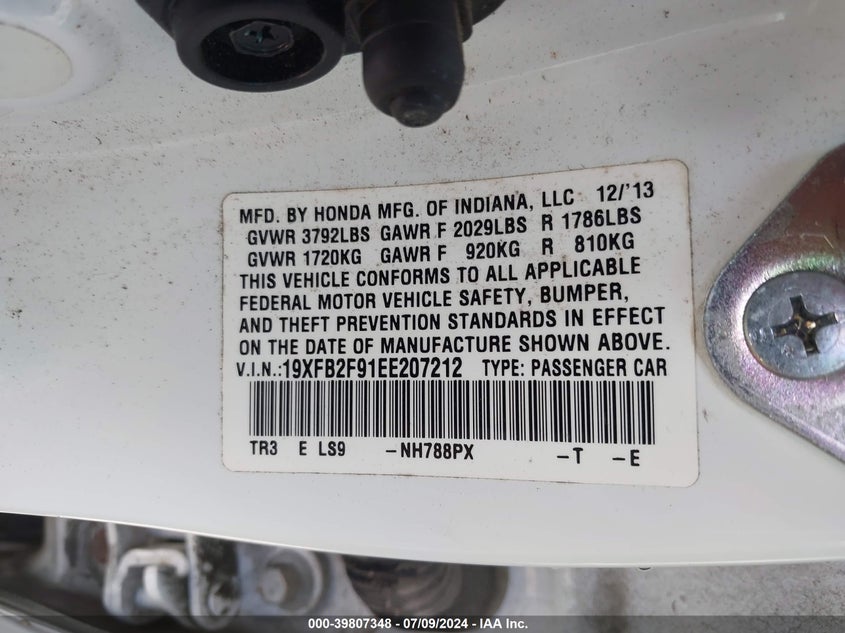 MFD. BY HONDA MFG. OF INDIANA, LLC 12/'13
GVWR 3792LBS GAWR F 2029LBS R 1786LBS
GVWR 1720KG GAWR F 920KG R 810KG
THIS VEHICLE CONFORMS TO ALL APPLICABLE
FEDERAL MOTOR VEHICLE SAFETY, BUMPER,
AND THEFT PREVENTION STANDARDS IN EFFECT
ON THE DATE OF MANUFACTURE SHOWN ABOVE.
V.I.N.:19XFB2F91EE207212 TYPE: PASSENGER CAR
TR3 E LS9 -NH788PX -T -E
000-39807348 - 07/09/2024 - IAA Inc.